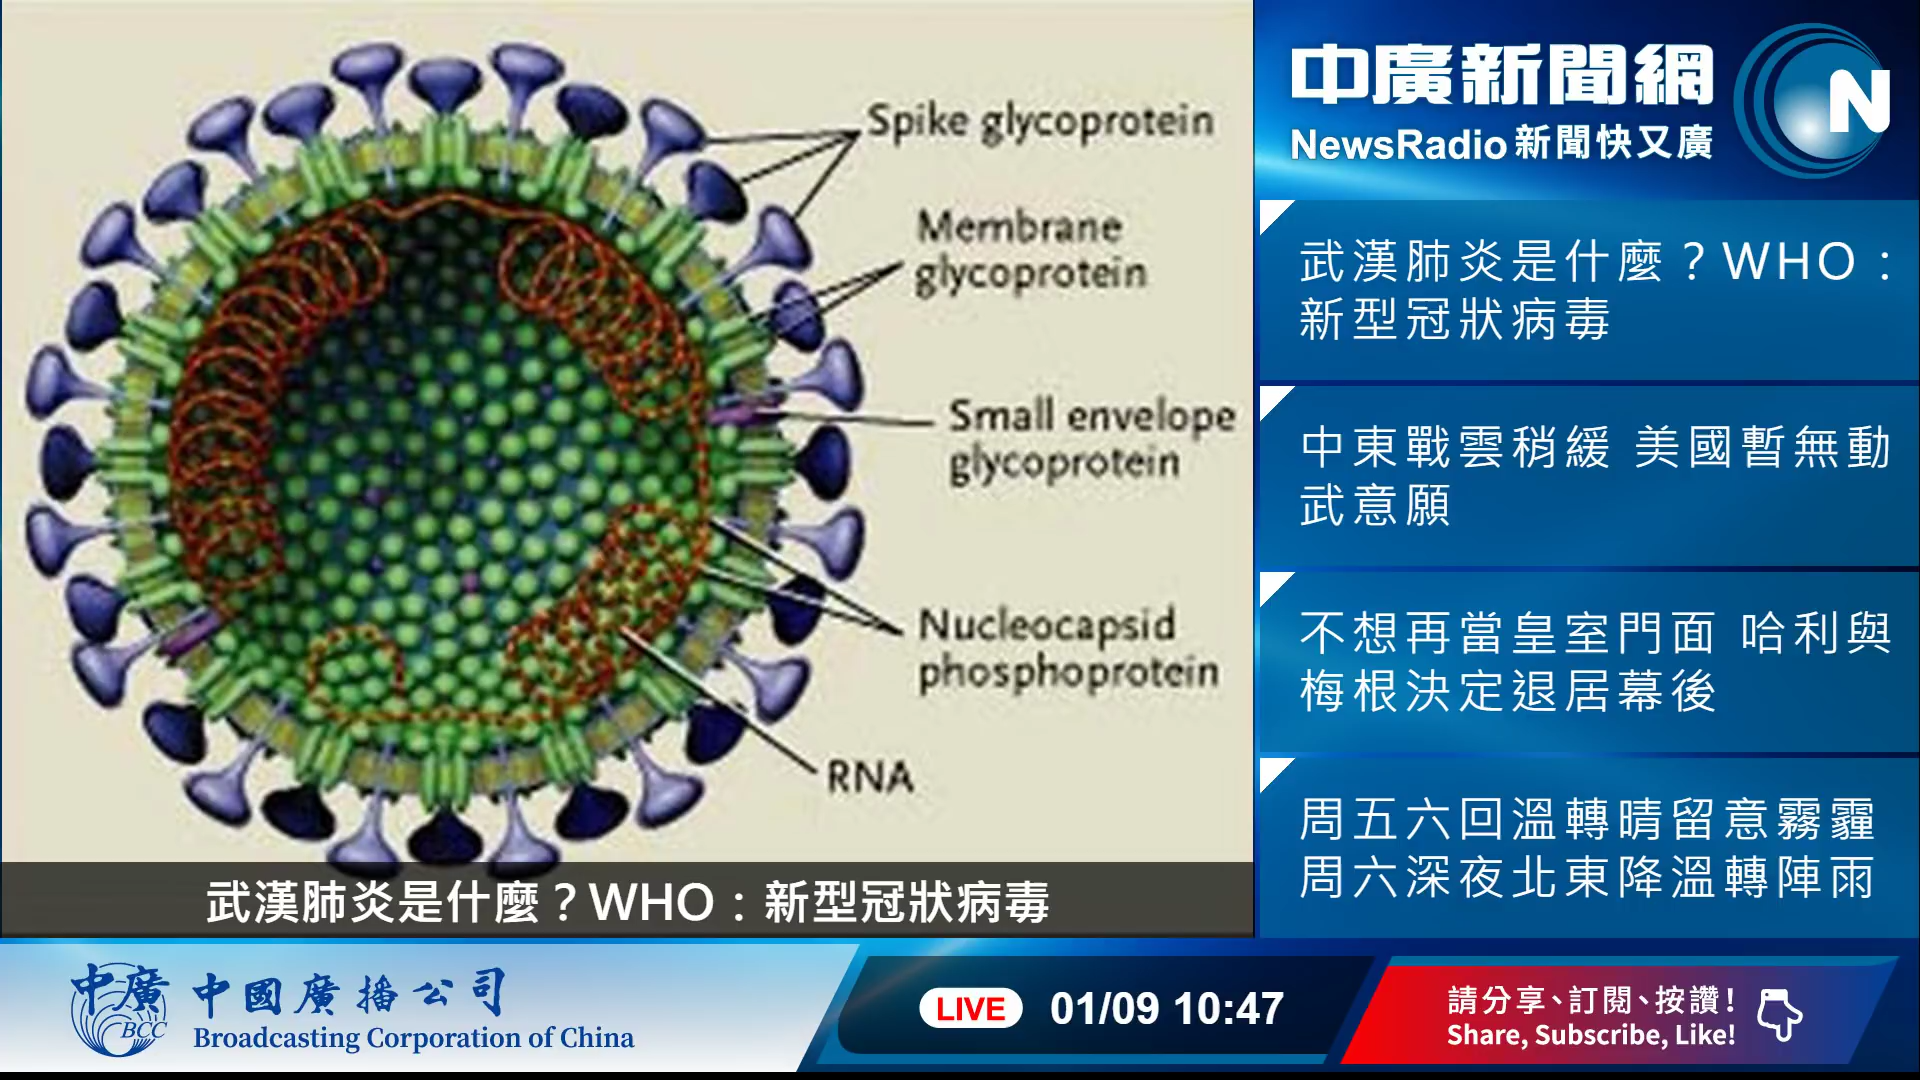 Spike glycoprotein
Membrane
glycoprotein
Small envelope
glycoprotein
Nucleocapsid
phosphoprotein
RNA
武漢肺炎是什麼？WHO：新型冠狀病毒
中廣新聞網
NewsRadio 新聞快又廣
N
武漢肺炎是什麼？WHO：
新型冠狀病毒
中東戰雲稍緩 美國暫無動
武意願
不想再當皇室門面 哈利與
梅根決定退居幕後
周五六回溫轉晴留意霧霾
周六深夜北東降溫轉陣雨
中廣
BCC
中國廣播公司
Broadcasting Corporation of China
LIVE 01/09 10:47
請分享、訂閱、按讚！
Share, Subscribe, Like!